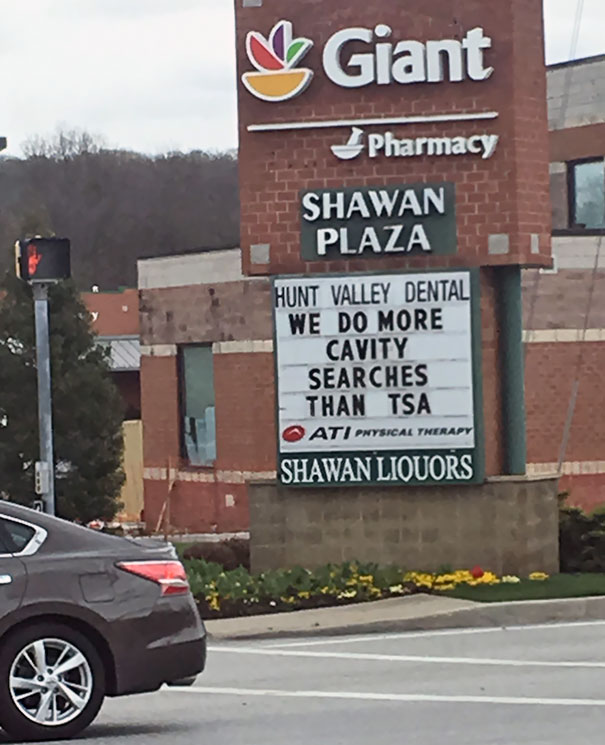 Giant
Pharmacy
SHAWAN
PLAZA
HUNT VALLEY DENTAL
WE DO MORE
CAVITY
SEARCHES
THAN TSA
ATI PHYSICAL THERAPY
SHAWAN LIQUORS